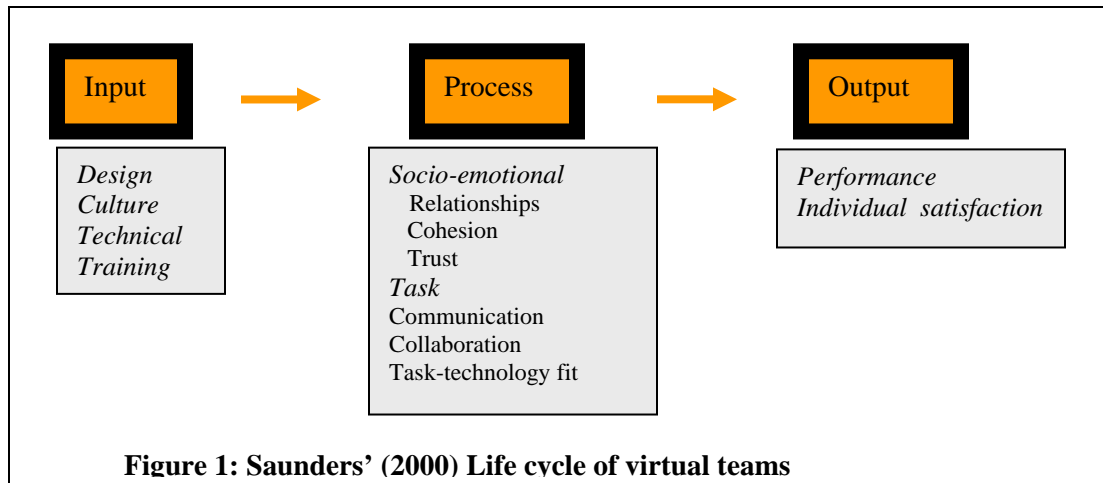 Input
Process
Output
Design
Culture
Technical
Training
Socio-emotional
Relationships
Cohesion
Trust
Task
Communication
Collaboration
Task-technology fit
Performance
Individual satisfaction
Figure 1: Saunders’ (2000) Life cycle of virtual teams